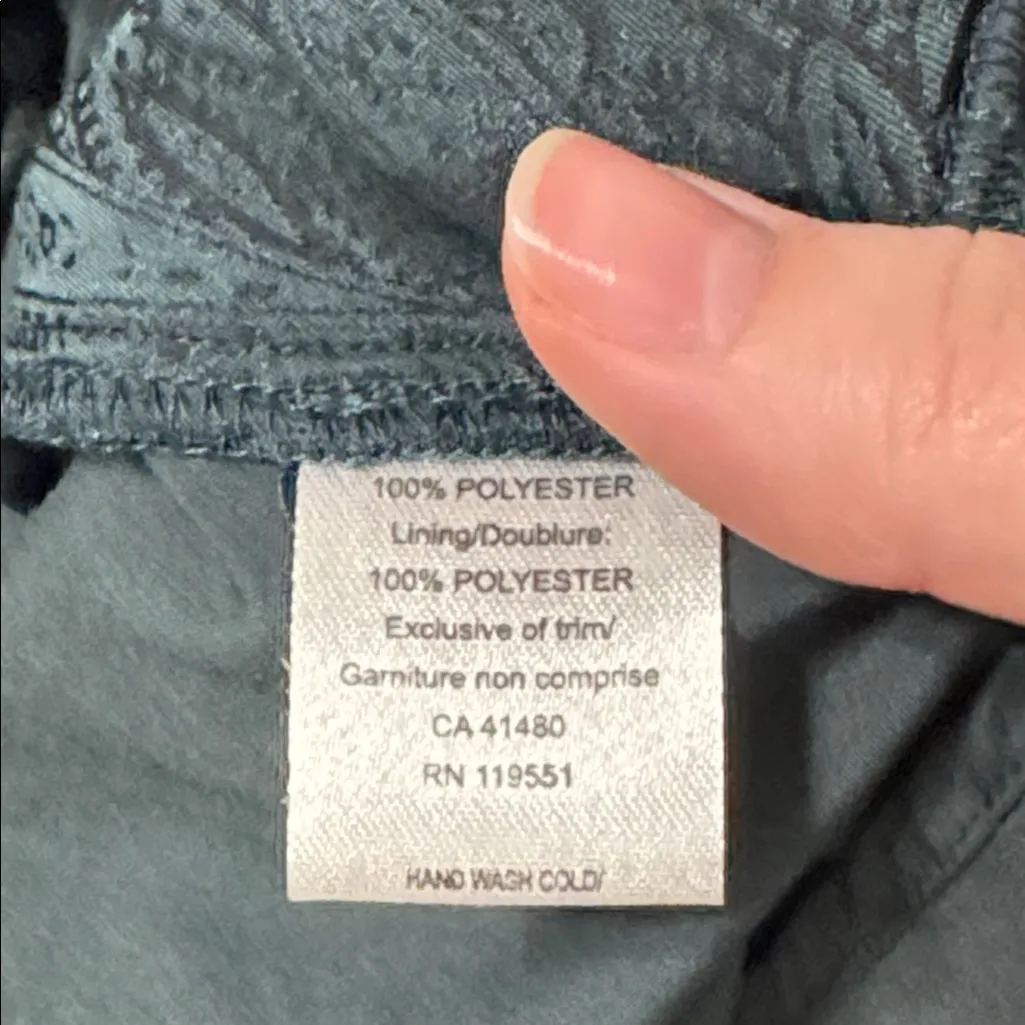 100% POLYESTER
Lining/Doublure:
100% POLYESTER
Exclusive of trim/
Garniture non comprise
CA 41480
RN 119551
HAND WASH COLD/